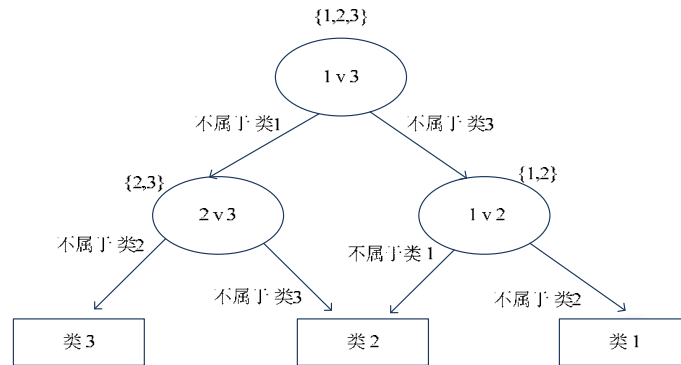 {1,2,3}
1 v 3
不属于 类1
不属于 类3
{2,3}
{1,2}
2 v 3
1 v 2
不属于 类2
不属于 类3
不属于类 1
不属于 类2
类 3
类 2
类 1